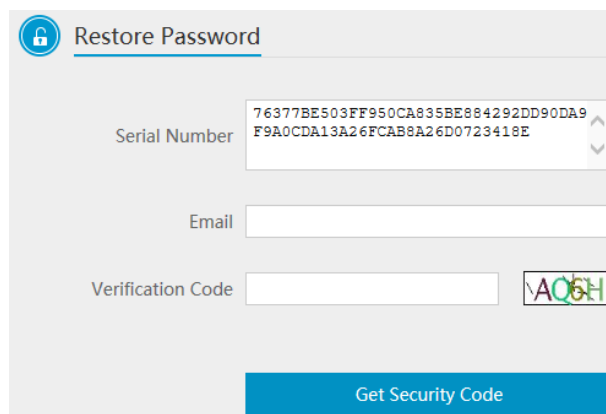 Restore Password
Serial Number
76377BE503FF950CA835BE884292DD90DA9
F9A0CDA13A26FCAB8A26D0723418E
Email
Verification Code
Get Security Code